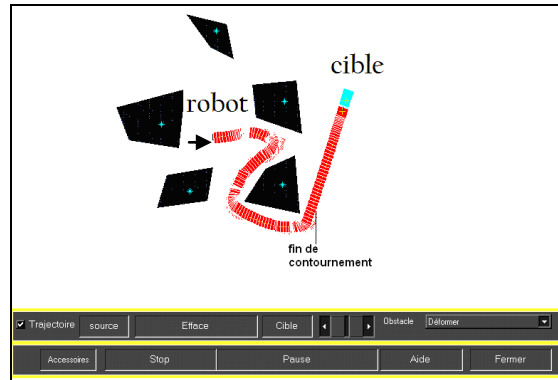 cible
robot
fin de
contournement
Trajectoire source Efface Cible Obstacle Déformer
Accessoires Stop Pause Aide Fermer